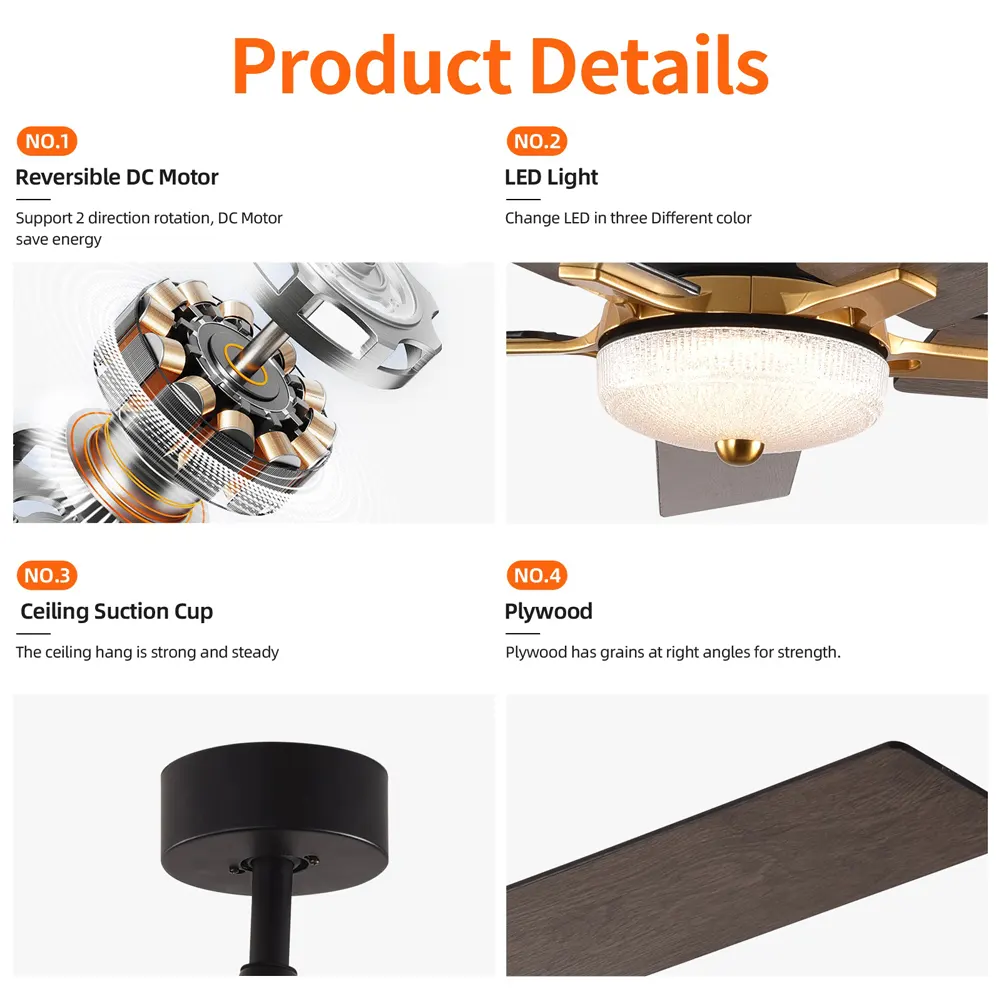 Product Details
NO.1
Reversible DC Motor
Support 2 direction rotation, DC Motor
save energy
NO.2
LED Light
Change LED in three Different color
NO.3
Ceiling Suction Cup
The ceiling hang is strong and steady
NO.4
Plywood
Plywood has grains at right angles for strength.